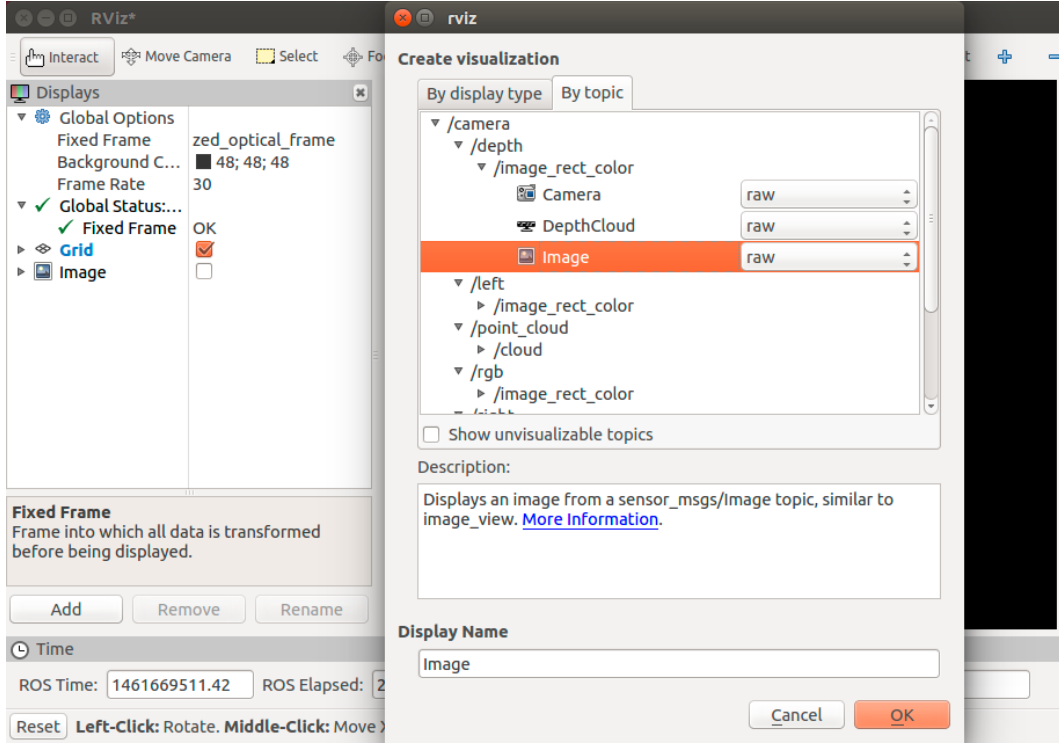 RViz*
Interact
Move Camera
Select
Fo
Displays
Global Options
Fixed Frame zed_optical_frame
Background C... 48; 48; 48
Frame Rate 30
Global Status:...
Fixed Frame OK
Grid
Image
Fixed Frame
Frame into which all data is transformed
before being displayed.
Add Remove Rename
Time
ROS Time: 1461669511.42 ROS Elapsed: 2
Reset Left-Click: Rotate. Middle-Click: Move X
rviz
Create visualization
By display type By topic
/camera
/depth
/image_rect_color
Camera raw
DepthCloud raw
Image raw
/left
/image_rect_color
/point_cloud
/cloud
/rgb
/image_rect_color
/right
Show unvisualizable topics
Description:
Displays an image from a sensor_msgs/Image topic, similar to
image_view. More Information.
Display Name
Image
Cancel OK
t